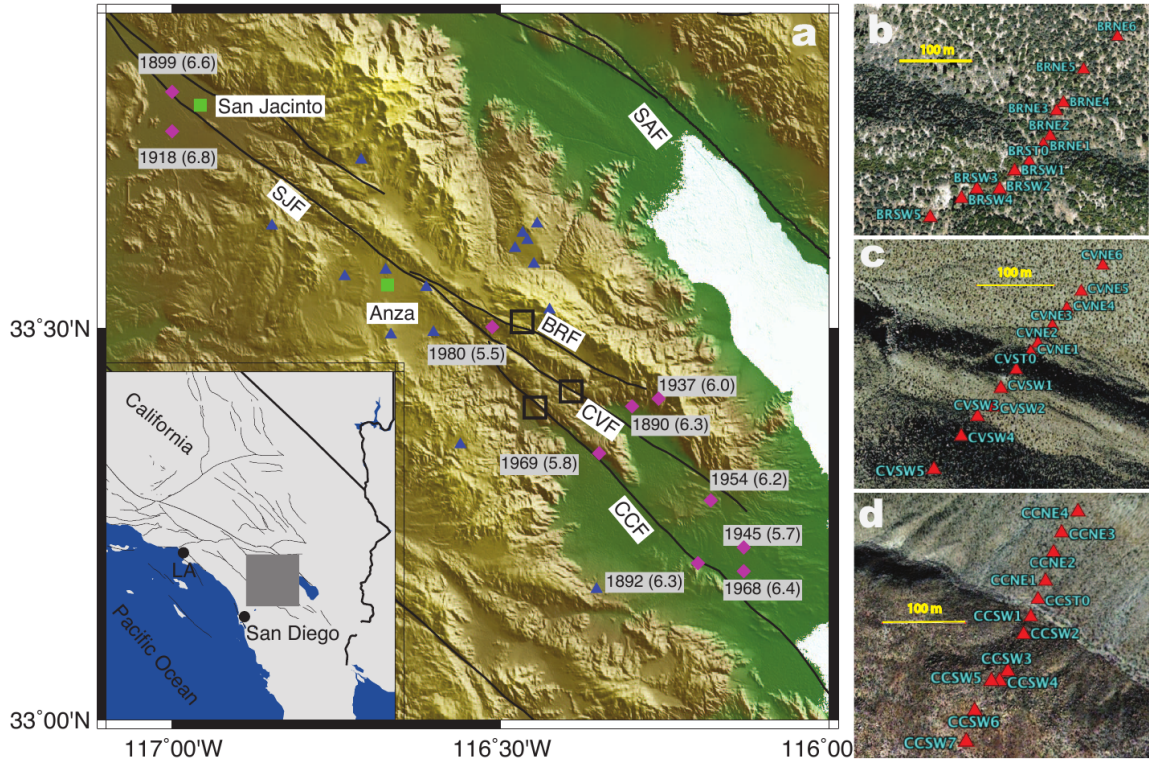 a
1899 (6.6)
San Jacinto
1918 (6.8)
SAF
SJF
Anza
BRF
1980 (5.5)
1937 (6.0)
1890 (6.3)
CVF
1969 (5.8)
1954 (6.2)
CCF
1945 (5.7)
1892 (6.3)
1968 (6.4)
33˚30'N
33˚00'N
117˚00'W
116˚30'W
116˚00'W
California
LA
San Diego
Pacific Ocean
b
100 m
BRNE6
BRNE5
BRNE4
BRNE3
BRNE2
BRNE1
BRST0
BRSW1
BRSW2
BRSW3
BRSW4
BRSW5
c
100 m
CVNE6
CVNE5
CVNE4
CVNE3
CVNE2
CVNE1
CVST0
CVSW1
CVSW2
CVSW3
CVSW4
CVSW5
d
100 m
CCNE4
CCNE3
CCNE2
CCNE1
CCST0
CCSW1
CCSW2
CCSW3
CCSW4
CCSW5
CCSW6
CCSW7